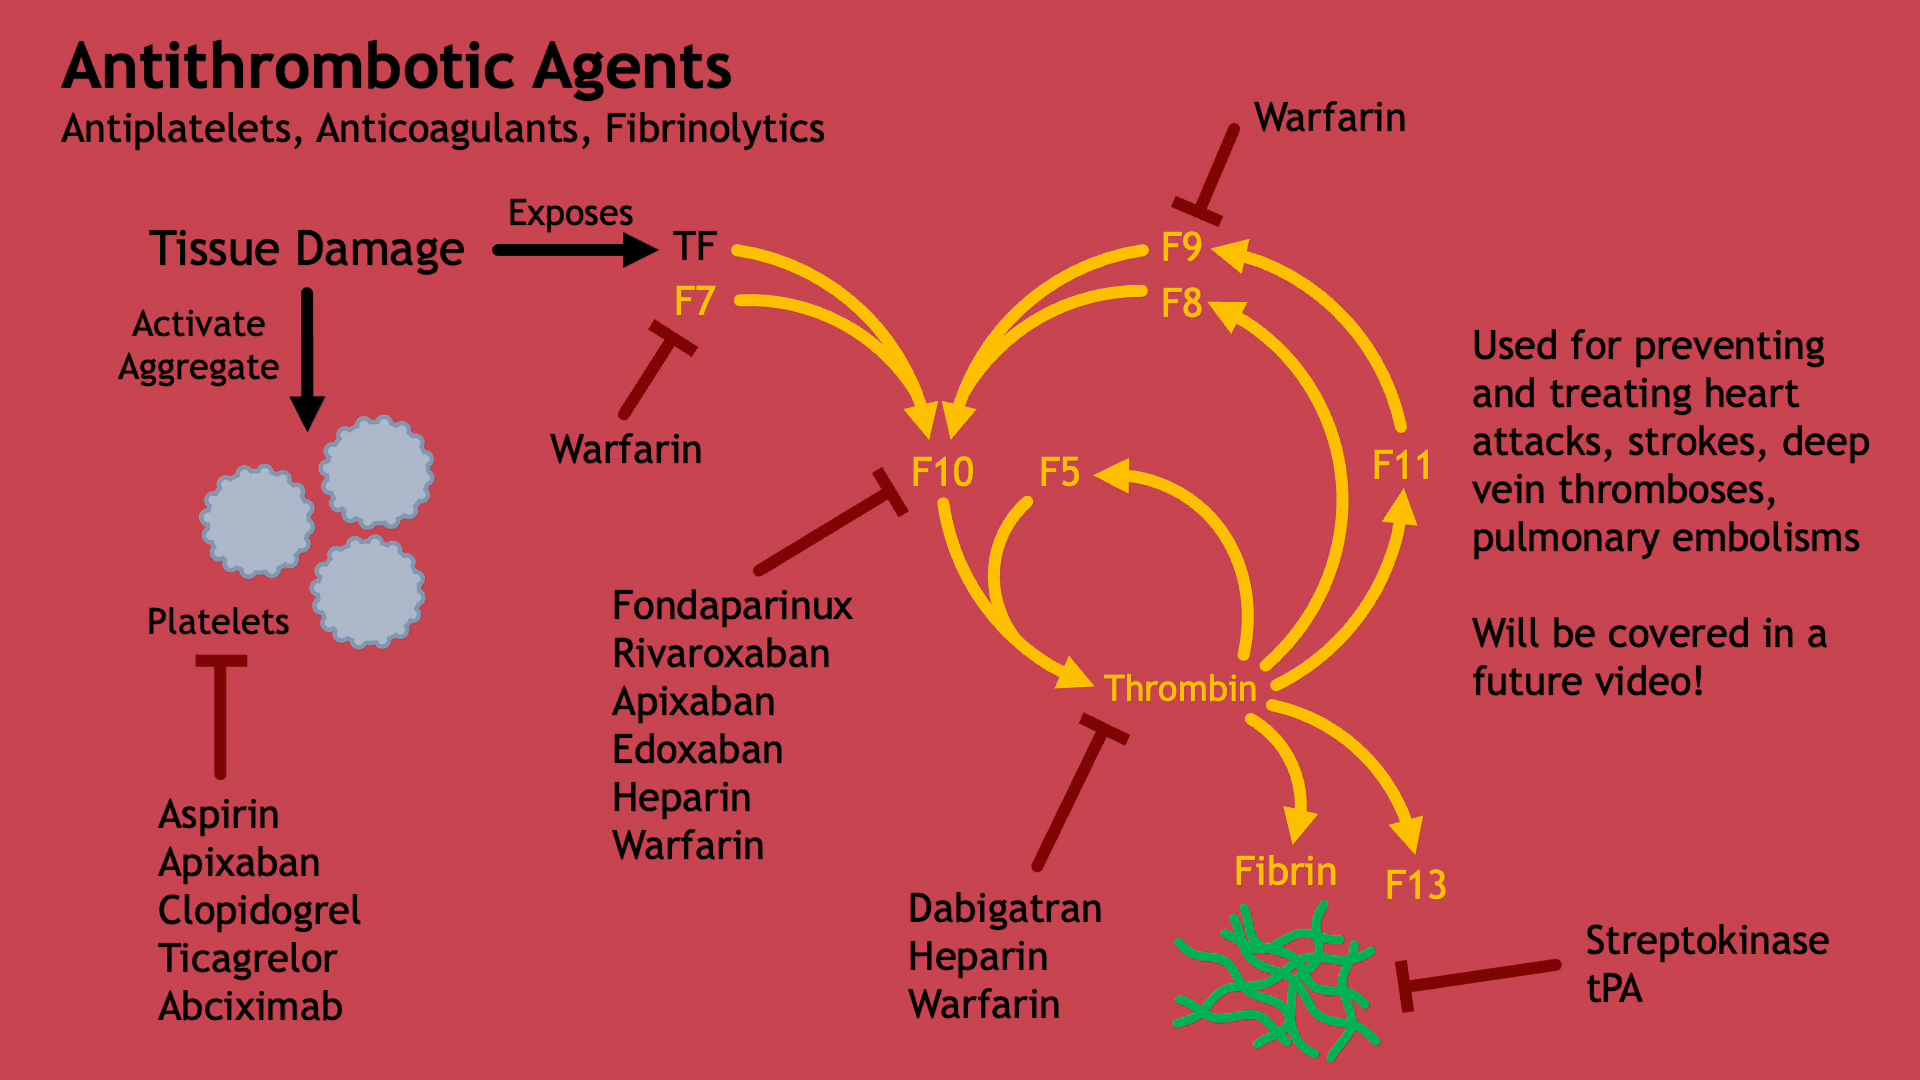 Antithrombotic Agents
Antiplatelets, Anticoagulants, Fibrinolytics
Warfarin
Exposes
Tissue Damage
TF
F7
F9
F8
Activate
Aggregate
Warfarin
F10
F5
F11
Used for preventing
and treating heart
attacks, strokes, deep
vein thromboses,
pulmonary embolisms
Will be covered in a
future video!
Platelets
Fondaparinux
Rivaroxaban
Apixaban
Edoxaban
Heparin
Warfarin
Thrombin
Aspirin
Apixaban
Clopidogrel
Ticagrelor
Abciximab
Dabigatran
Heparin
Warfarin
Fibrin
F13
Streptokinase
tPA